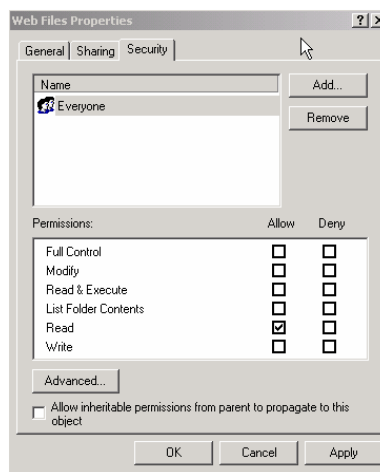 Web Files Properties
General Sharing Security
Name
Everyone
Add...
Remove
Permissions: Allow Deny
Full Control
Modify
Read & Execute
List Folder Contents
Read
Write
Advanced...
Allow inheritable permissions from parent to propagate to this
object
OK Cancel Apply